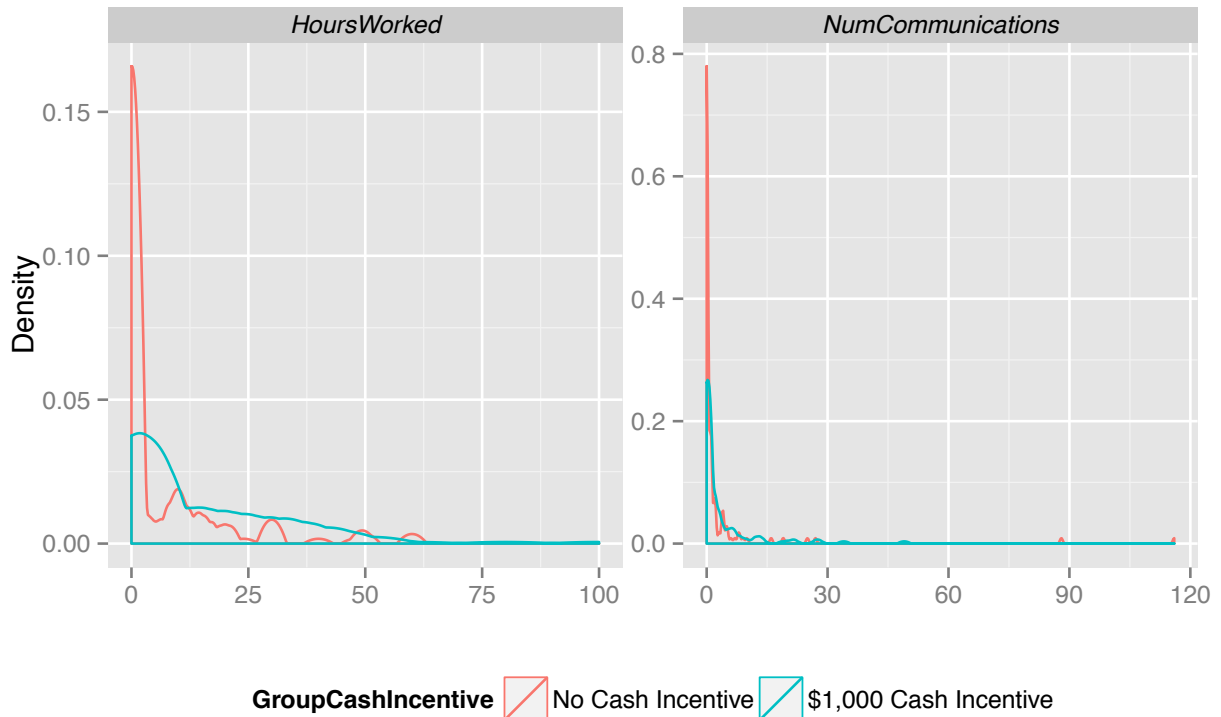 HoursWorked
NumCommunications
Density
0.15
0.10
0.05
0.00
0.8
0.6
0.4
0.2
0.0
0 25 50 75 100
0 30 60 90 120
GroupCashIncentive No Cash Incentive $1,000 Cash Incentive